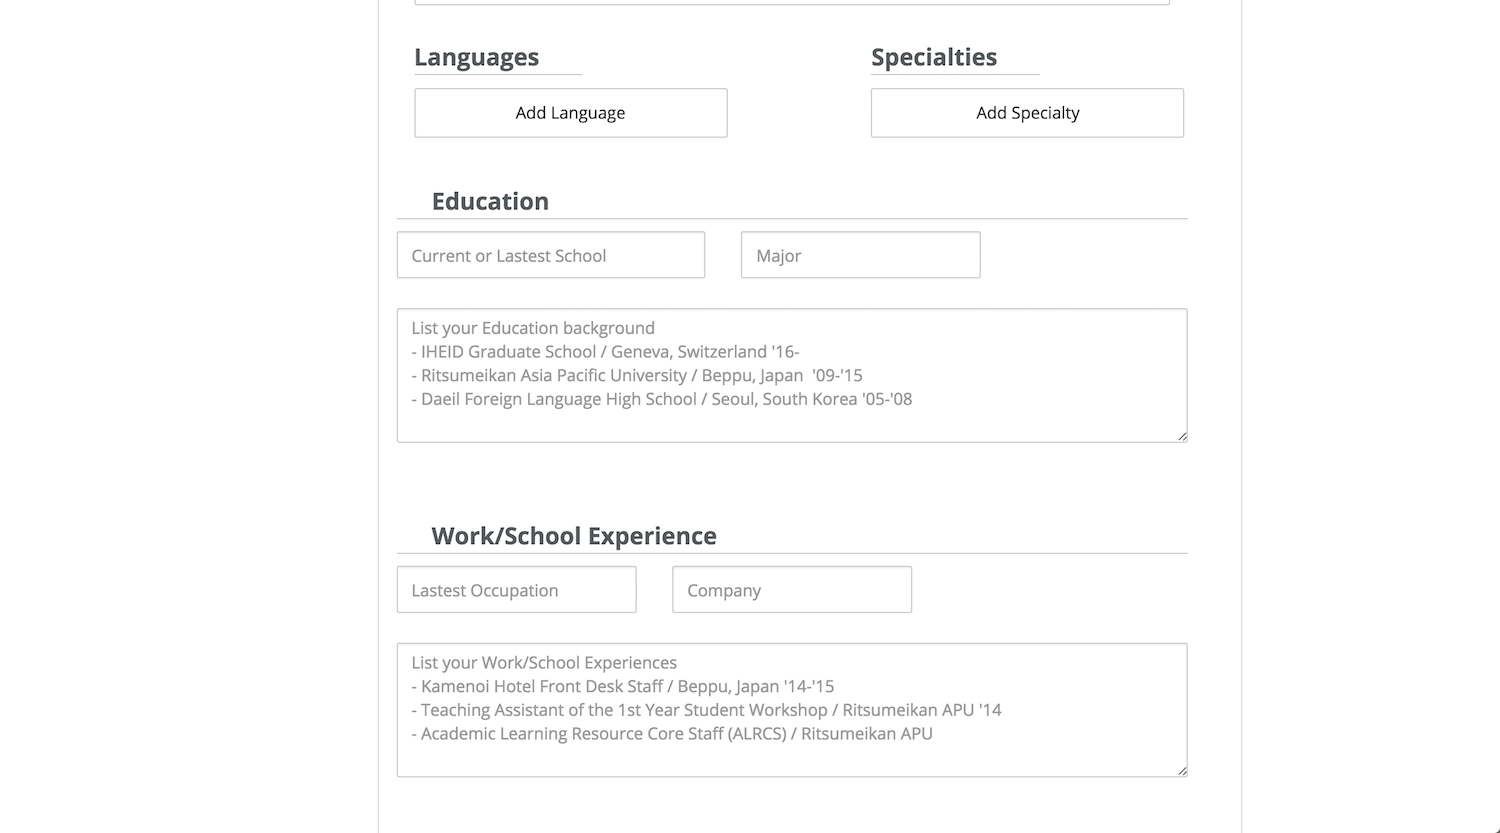 Languages
Specialties
Add Language
Add Specialty
Education
Current or Lastest School
Major
List your Education background
- IHEID Graduate School / Geneva, Switzerland '16-
- Ritsumeikan Asia Pacific University / Beppu, Japan  '09-'15
- Daeil Foreign Language High School / Seoul, South Korea '05-'08
Work/School Experience
Lastest Occupation
Company
List your Work/School Experiences
- Kamenoi Hotel Front Desk Staff / Beppu, Japan '14-'15
- Teaching Assistant of the 1st Year Student Workshop / Ritsumeikan APU '14
- Academic Learning Resource Core Staff (ALRCS) / Ritsumeikan APU